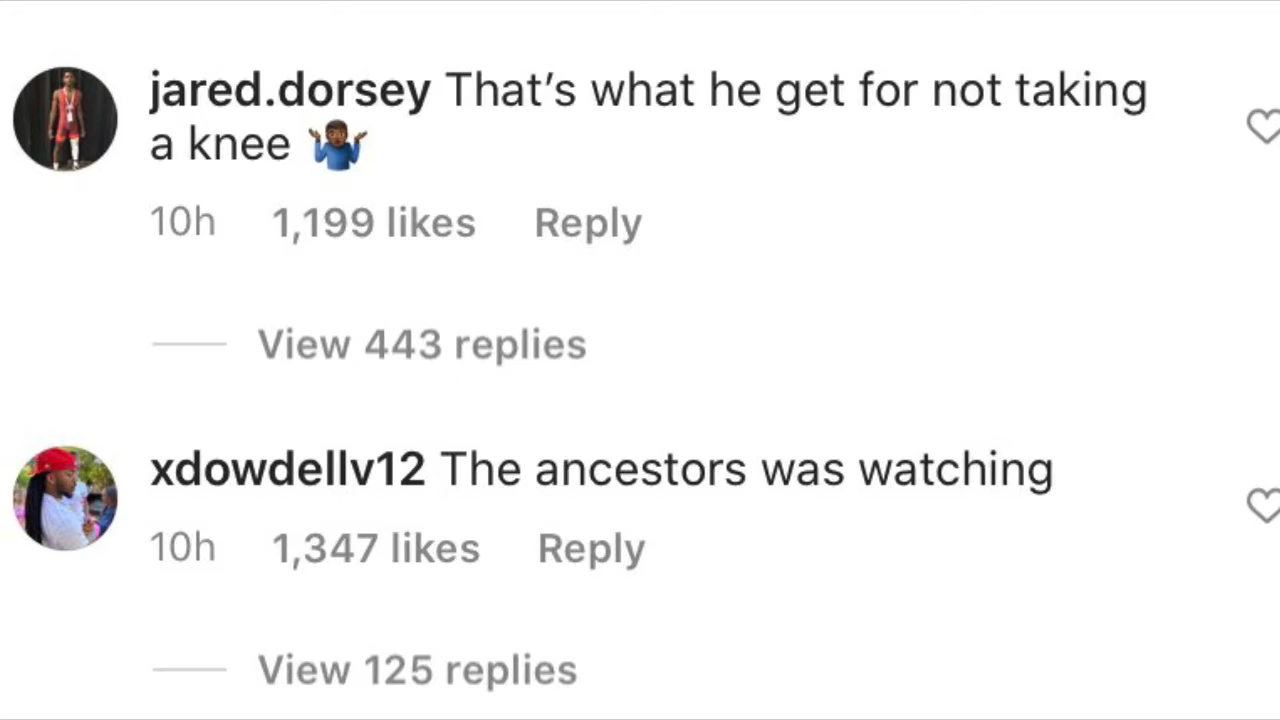 jared.dorsey That’s what he get for not taking
a knee 🤷🏾‍♂️
10h 1,199 likes Reply
View 443 replies
xdowdellv12 The ancestors was watching
10h 1,347 likes Reply
View 125 replies